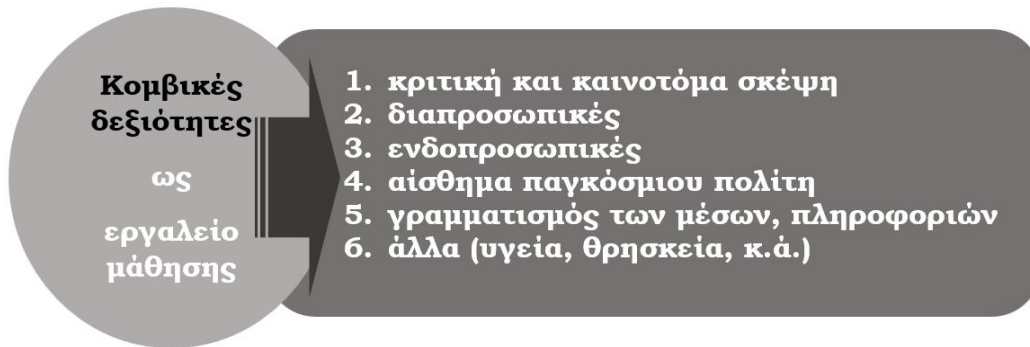 Κομβικές
δεξιότητες
ως
εργαλείο
μάθησης
1. κριτική και καινοτόμα σκέψη
2. διαπροσωπικές
3. ενδοπροσωπικές
4. αίσθημα παγκόσμιου πολίτη
5. γραμματισμός των μέσων, πληροφοριών
6. άλλα (υγεία, θρησκεία, κ.ά.)